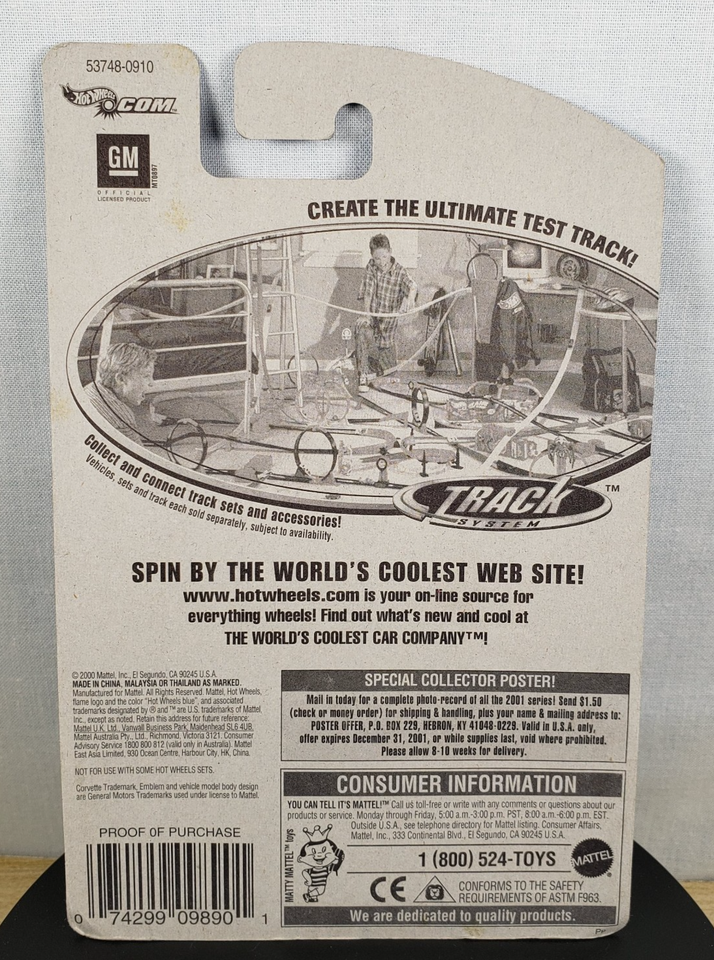 53748-0910
HOT WHEELS.COM™
GM
OFFICIAL
LICENSED PRODUCT
MT0897
CREATE THE ULTIMATE TEST TRACK!
Collect and connect track sets and accessories!
Vehicles, sets and track each sold separately, subject to availability.
TRACK™
SYSTEM
SPIN BY THE WORLD'S COOLEST WEB SITE!
www.hotwheels.com is your on-line source for
everything wheels! Find out what's new and cool at
THE WORLD'S COOLEST CAR COMPANY™!
© 2000 Mattel, Inc., El Segundo, CA 90245 U.S.A.
MADE IN CHINA, MALAYSIA OR THAILAND AS MARKED.
Manufactured for Mattel. All Rights Reserved. Mattel, Hot Wheels,
flame logo and the color "Hot Wheels blue", and associated
trademarks designated by ® and ™ are U.S. trademarks of Mattel,
Inc., except as noted. Retain this address for future reference:
Mattel U.K. Ltd., Vanwall Business Park, Maidenhead SL6 4UB.
Mattel Australia Pty., Ltd., Richmond, Victoria 3121. Consumer
Advisory Service 1800 800 812 (valid only in Australia). Mattel
East Asia Limited, 930 Ocean Centre, Harbour City, HK, China.
NOT FOR USE WITH SOME HOT WHEELS SETS.
Corvette Trademark, Emblem and vehicle model body design
are General Motors Trademarks used under license to Mattel.
PROOF OF PURCHASE
0 74299 09890 1
SPECIAL COLLECTOR POSTER!
Mail in today for a complete photo-record of all the 2001 series! Send $1.50
(check or money order) for shipping & handling, plus your name & mailing address to:
POSTER OFFER, P.O. BOX 229, HEBRON, KY 41048-0229. Valid in U.S.A. only,
offer expires December 31, 2001, or while supplies last, void where prohibited.
Please allow 8-10 weeks for delivery.
CONSUMER INFORMATION
YOU CAN TELL IT'S MATTEL!™ Call us toll-free or write with any comments or questions about our
products or service. Monday through Friday, 5:00 a.m.-3:00 p.m. PST, 8:00 a.m.-6:00 p.m. EST.
Outside U.S.A., see telephone directory for Mattel listing. Consumer Affairs,
Mattel, Inc., 333 Continental Blvd., El Segundo, CA 90245 U.S.A.
MATTY MATTEL™ toys
1 (800) 524-TOYS
MATTEL®
CE
CONFORMS TO THE SAFETY
REQUIREMENTS OF ASTM F963.
We are dedicated to quality products.